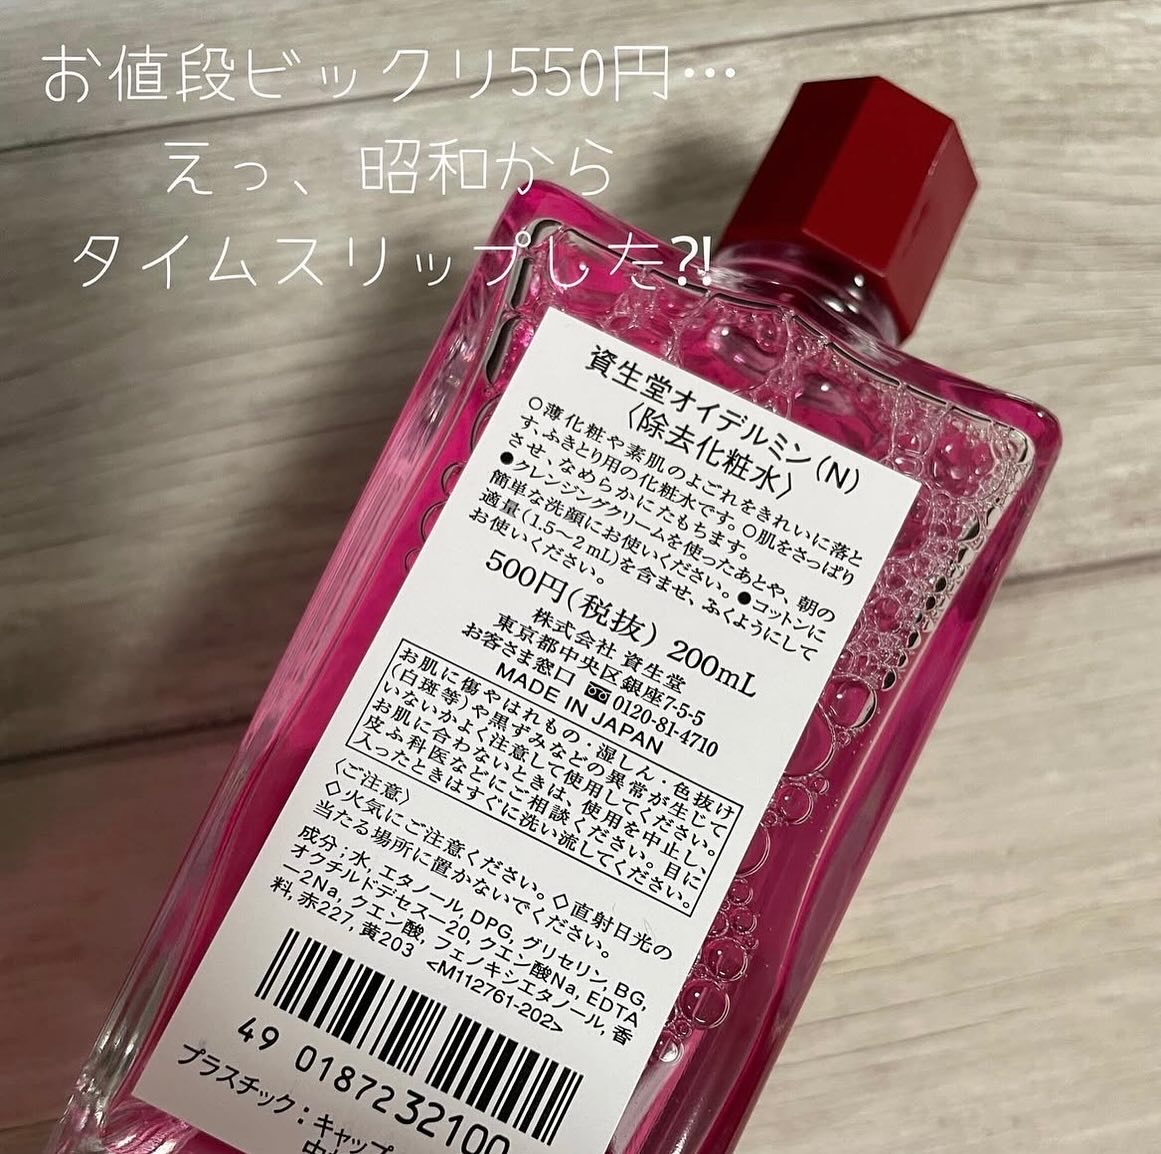 お値段ビックリ550円…
えっ、昭和から
タイムスリップした⁈
資生堂オイデルミン(N)
〈除去化粧水〉
○薄化粧や素肌のよごれをきれいに落と
す、ふきとり用の化粧水です。○肌をさっぱり
させ、なめらかにたもちます。
●クレンジングクリームを使ったあとや、朝の
簡単な洗顔にお使いください。●コットンに
適量(1.5〜2mL)を含ませ、ふくようにして
お使いください。
500円(税抜) 200mL
株式会社 資生堂
東京都中央区銀座7-5-5
お客さま窓口 0120-81-4710
MADE IN JAPAN
お肌に傷やはれもの・湿しん・色抜け
(白斑等)や黒ずみなどの異常が生じて
いないかよく注意して使用してください。
お肌に合わないときは、使用を中止し、
皮ふ科医などにご相談ください。目に
入ったときはすぐに洗い流してください。
〈ご注意〉
◇火気にご注意ください。◇直射日光の
当たる場所に置かないでください。
成分:水, エタノール, DPG, グリセリン, BG,
オクチルドデセス−20, クエン酸Na, EDTA
−2Na, クエン酸, フェノキシエタノール, 香
料, 赤227, 黄203 <M112761-202>
49 01872 32100
プラスチック:キャップ